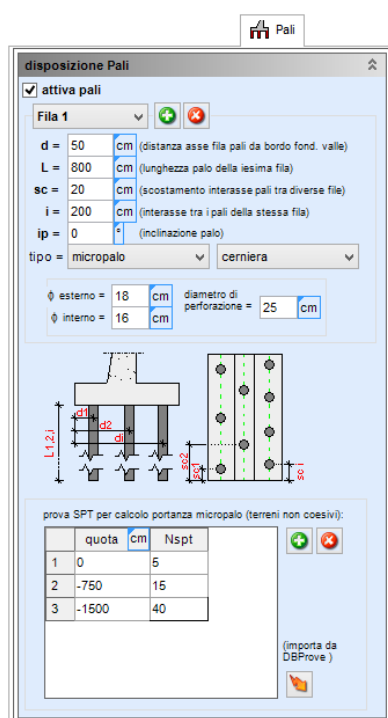 Pali
disposizione Pali
attiva pali
Fila 1
d = 50 cm (distanza asse fila pali da bordo fond. valle)
L = 800 cm (lunghezza palo della iesima fila)
sc = 20 cm (scostamento interasse pali tra diverse file)
i = 200 cm (interasse tra i pali della stessa fila)
ip = 0 ° (inclinazione palo)
tipo = micropalo cerniera
ϕ esterno = 18 cm diametro di perforazione = 25 cm
ϕ interno = 16 cm
d1
d2
di
L1,2,i
sc2
sc1
sc i
prova SPT per calcolo portanza micropalo (terreni non coesivi):
quota cm Nspt
1 0 5
2 -750 15
3 -1500 40
(importa da
DBProve )